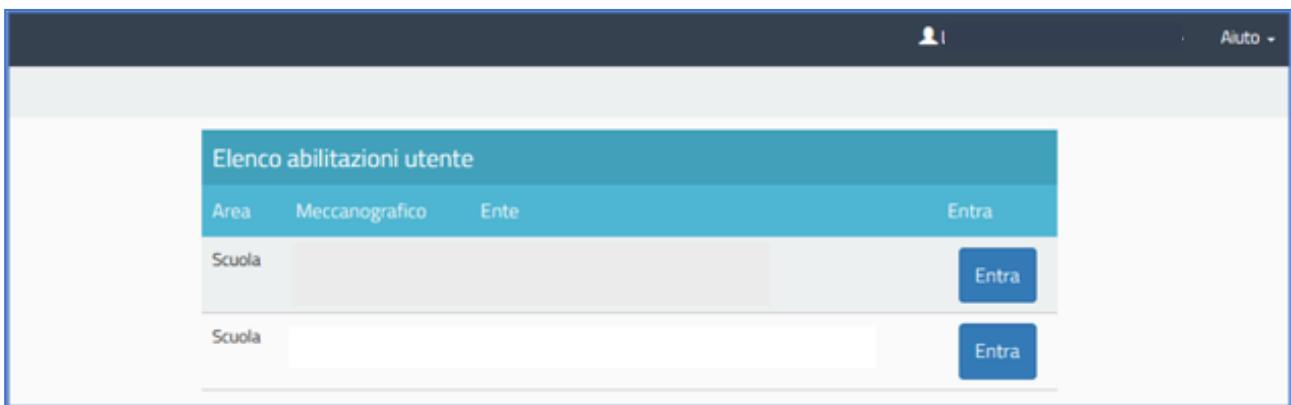 Aiuto
Elenco abilitazioni utente
Area Meccanografico Ente Entra
Scuola Entra
Scuola Entra